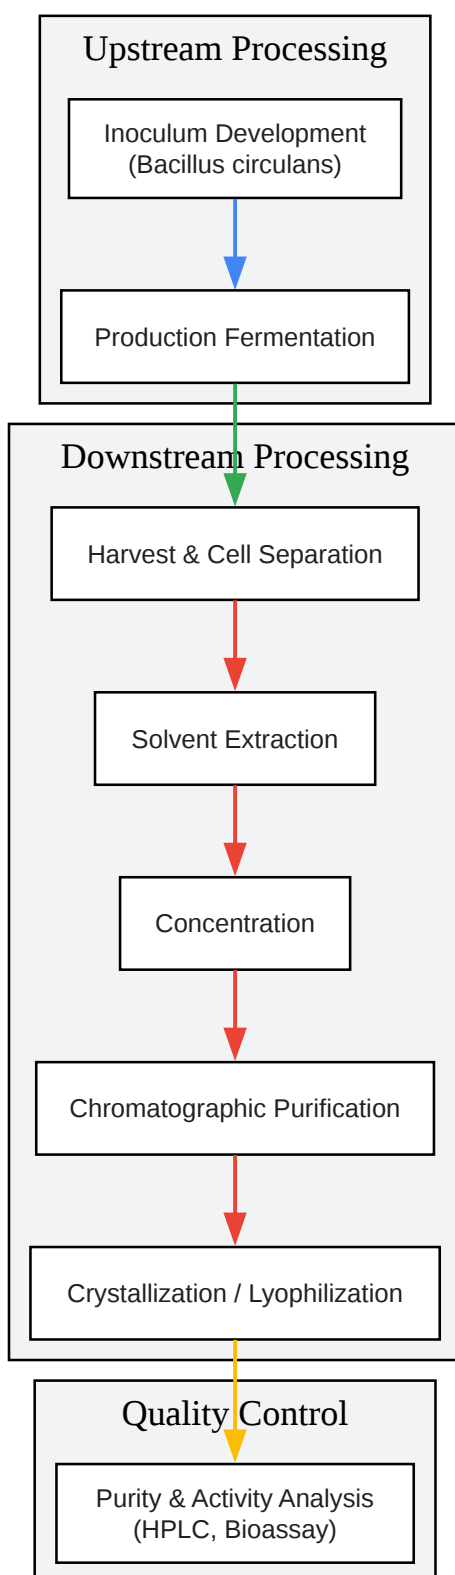 Upstream Processing
Inoculum Development
(Bacillus circulans)
Production Fermentation
Downstream Processing
Harvest & Cell Separation
Solvent Extraction
Concentration
Chromatographic Purification
Crystallization / Lyophilization
Quality Control
Purity & Activity Analysis
(HPLC, Bioassay)